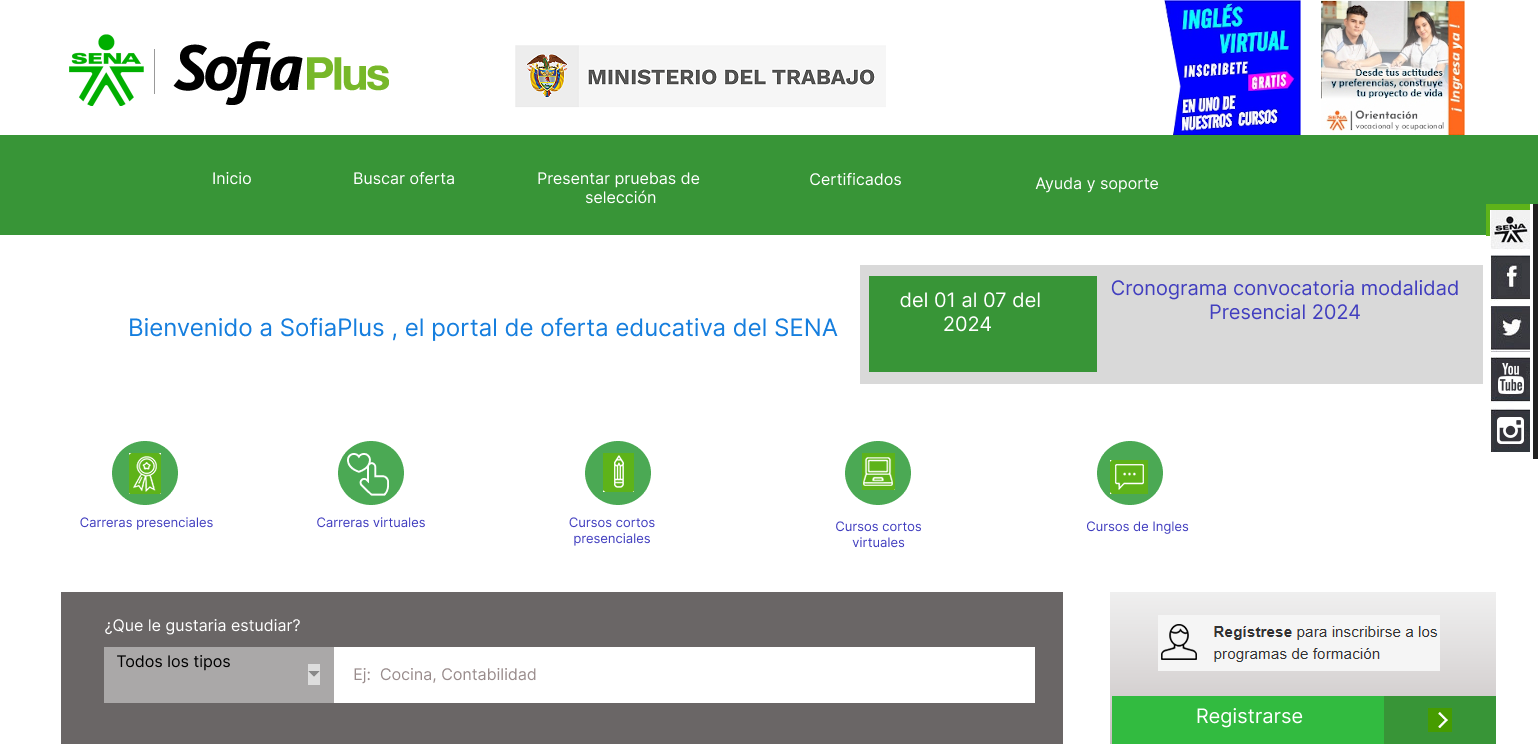 SENA
SofiaPlus
MINISTERIO DEL TRABAJO
INGLÉS
VIRTUAL
INSCRIBETE
GRATIS
EN UNO DE
NUESTROS CURSOS
Desde tus actitudes
y preferencias, construye
tu proyecto de vida
SENA
Orientación
vocacional y ocupacional
¡ Ingresa ya !
Inicio
Buscar oferta
Presentar pruebas de
selección
Certificados
Ayuda y soporte
SENA
f
You
Tube
Bienvenido a SofiaPlus , el portal de oferta educativa del SENA
del 01 al 07 del
2024
Cronograma convocatoria modalidad
Presencial 2024
Carreras presenciales
Carreras virtuales
Cursos cortos
presenciales
Cursos cortos
virtuales
Cursos de Ingles
¿Que le gustaria estudiar?
Todos los tipos
Ej:  Cocina, Contabilidad
Regístrese para inscribirse a los
programas de formación
Registrarse